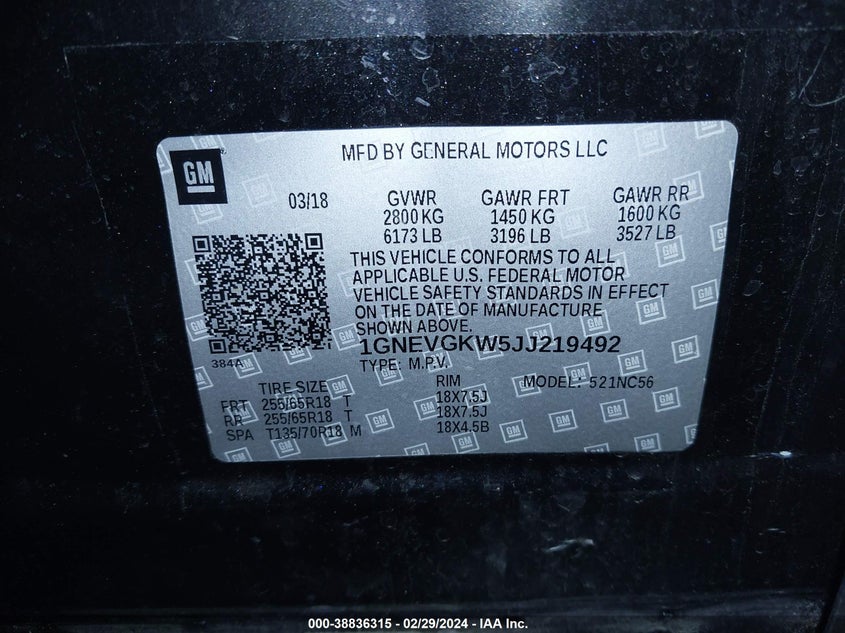 GM
MFD BY GENERAL MOTORS LLC
03/18 GVWR GAWR FRT GAWR RR
2800 KG 1450 KG 1600 KG
6173 LB 3196 LB 3527 LB
THIS VEHICLE CONFORMS TO ALL
APPLICABLE U.S. FEDERAL MOTOR
VEHICLE SAFETY STANDARDS IN EFFECT
ON THE DATE OF MANUFACTURE
SHOWN ABOVE.
1GNEVGKW5JJ219492
384A TYPE: M.P.V.
TIRE SIZE RIM MODEL: 521NC56
FRT 255/65R18 T 18X7.5J
RR 255/65R18 T 18X7.5J
SPA T135/70R18 M 18X4.5B
000-38836315 - 02/29/2024 - IAA Inc.